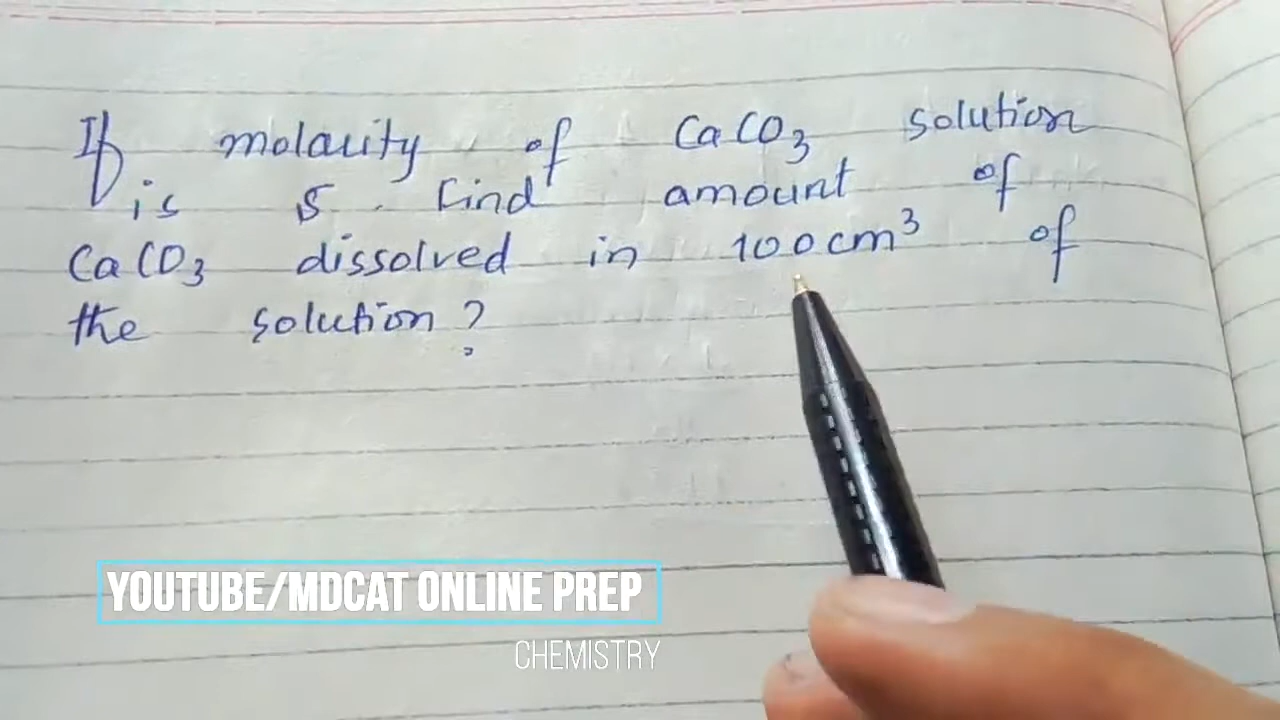 If molarity of CaCO3 solution
is 5. Find amount of
CaCO3 dissolved in 100cm³ of
the solution?
YOUTUBE/MDCAT ONLINE PREP
CHEMISTRY